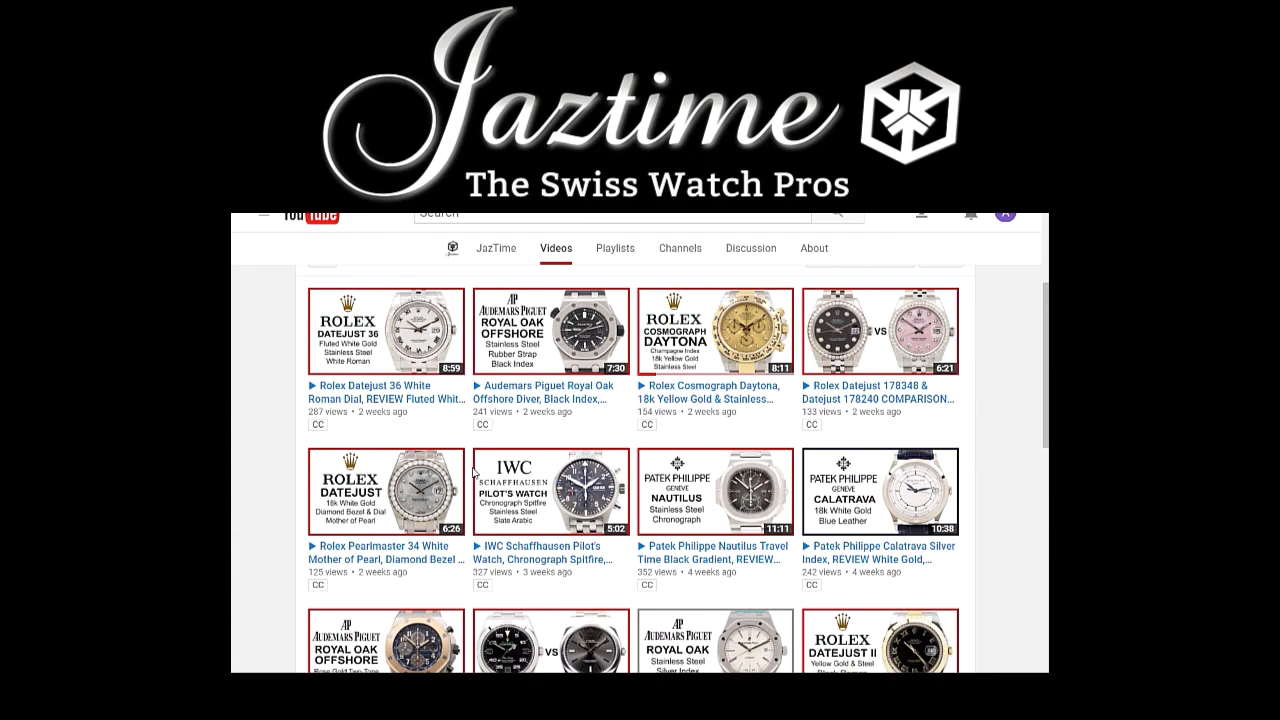 Jaztime
The Swiss Watch Pros
YouTube
Search
JazTime
Videos
Playlists
Channels
Discussion
About
ROLEX
DATEJUST 36
Fluted White Gold
Stainless Steel
White Roman
8:59
▶ Rolex Datejust 36 White
Roman Dial, REVIEW Fluted Whit...
287 views • 2 weeks ago
CC
AP
AUDEMARS PIGUET
ROYAL OAK
OFFSHORE
Stainless Steel
Rubber Strap
Black Index
7:30
▶ Audemars Piguet Royal Oak
Offshore Diver, Black Index,...
241 views • 2 weeks ago
CC
ROLEX
COSMOGRAPH
DAYTONA
Champagne Index
18k Yellow Gold
Stainless Steel
8:11
▶ Rolex Cosmograph Daytona,
18k Yellow Gold & Stainless...
154 views • 2 weeks ago
CC
VS
6:21
▶ Rolex Datejust 178348 &
Datejust 178240 COMPARISON...
133 views • 2 weeks ago
CC
ROLEX
DATEJUST
18k White Gold
Diamond Bezel & Dial
Mother of Pearl
6:26
▶ Rolex Pearlmaster 34 White
Mother of Pearl, Diamond Bezel ...
125 views • 2 weeks ago
CC
IWC
SCHAFFHAUSEN
PILOT'S WATCH
Chronograph Spitfire
Stainless Steel
Slate Arabic
5:02
▶ IWC Schaffhausen Pilot's
Watch, Chronograph Spitfire,...
327 views • 3 weeks ago
CC
PATEK PHILIPPE
GENEVE
NAUTILUS
Stainless Steel
Chronograph
11:11
▶ Patek Philippe Nautilus Travel
Time Black Gradient, REVIEW...
352 views • 4 weeks ago
CC
PATEK PHILIPPE
GENEVE
CALATRAVA
18k White Gold
Blue Leather
10:38
▶ Patek Philippe Calatrava Silver
Index, REVIEW White Gold,...
242 views • 4 weeks ago
CC
AP
AUDEMARS PIGUET
ROYAL OAK
OFFSHORE
Rose Gold Two-Tone
VS
AP
AUDEMARS PIGUET
ROYAL OAK
Stainless Steel
Silver Index
ROLEX
DATEJUST II
Yellow Gold & Steel
Black Roman